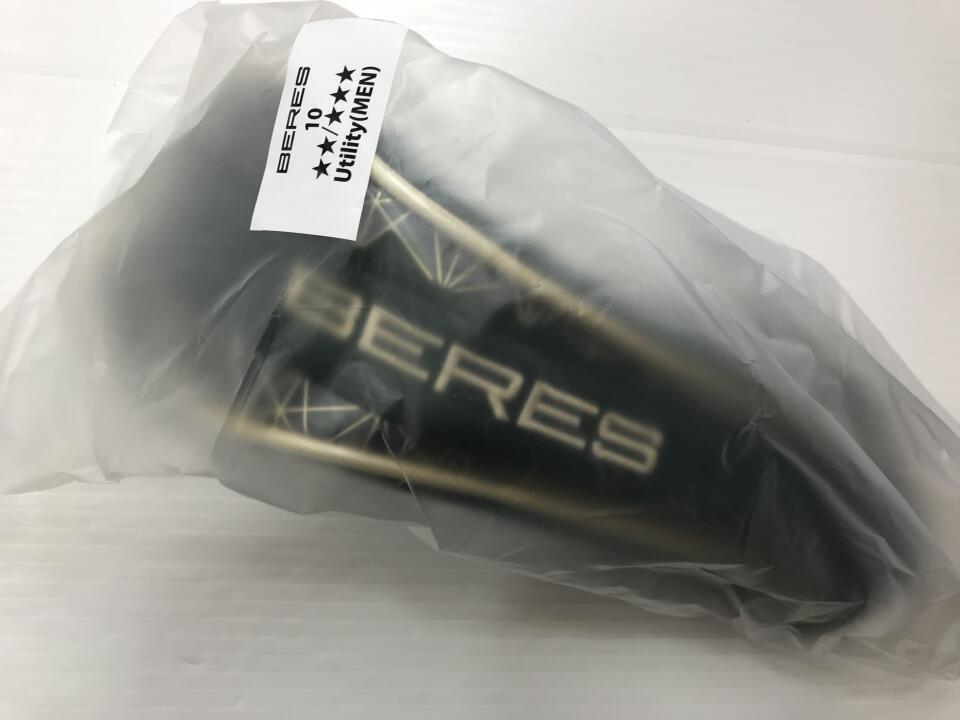 BERES
10
★★/★★★
Utility(MEN)
BERES